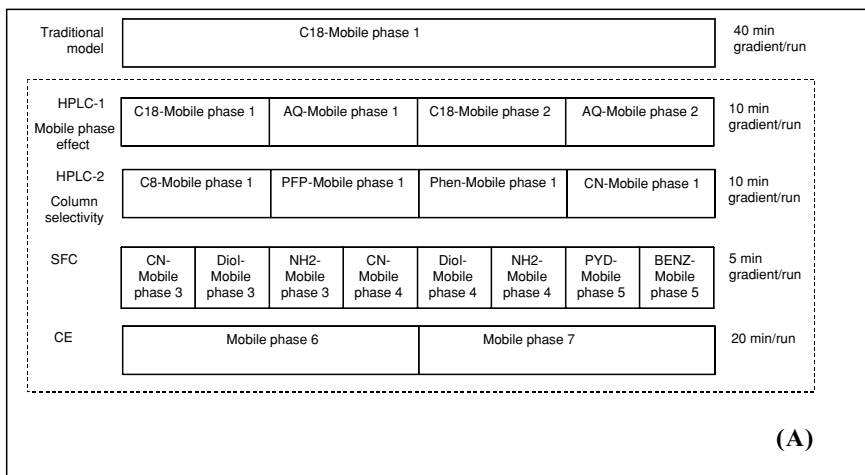 Traditional
model
C18-Mobile phase 1
40 min
gradient/run
HPLC-1
Mobile phase
effect
C18-Mobile phase 1
AQ-Mobile phase 1
C18-Mobile phase 2
AQ-Mobile phase 2
10 min
gradient/run
HPLC-2
Column
selectivity
C8-Mobile phase 1
PFP-Mobile phase 1
Phen-Mobile phase 1
CN-Mobile phase 1
10 min
gradient/run
SFC
CN-
Mobile
phase 3
Diol-
Mobile
phase 3
NH2-
Mobile
phase 3
CN-
Mobile
phase 4
Diol-
Mobile
phase 4
NH2-
Mobile
phase 4
PYD-
Mobile
phase 5
BENZ-
Mobile
phase 5
5 min
gradient/run
CE
Mobile phase 6
Mobile phase 7
20 min/run
(A)